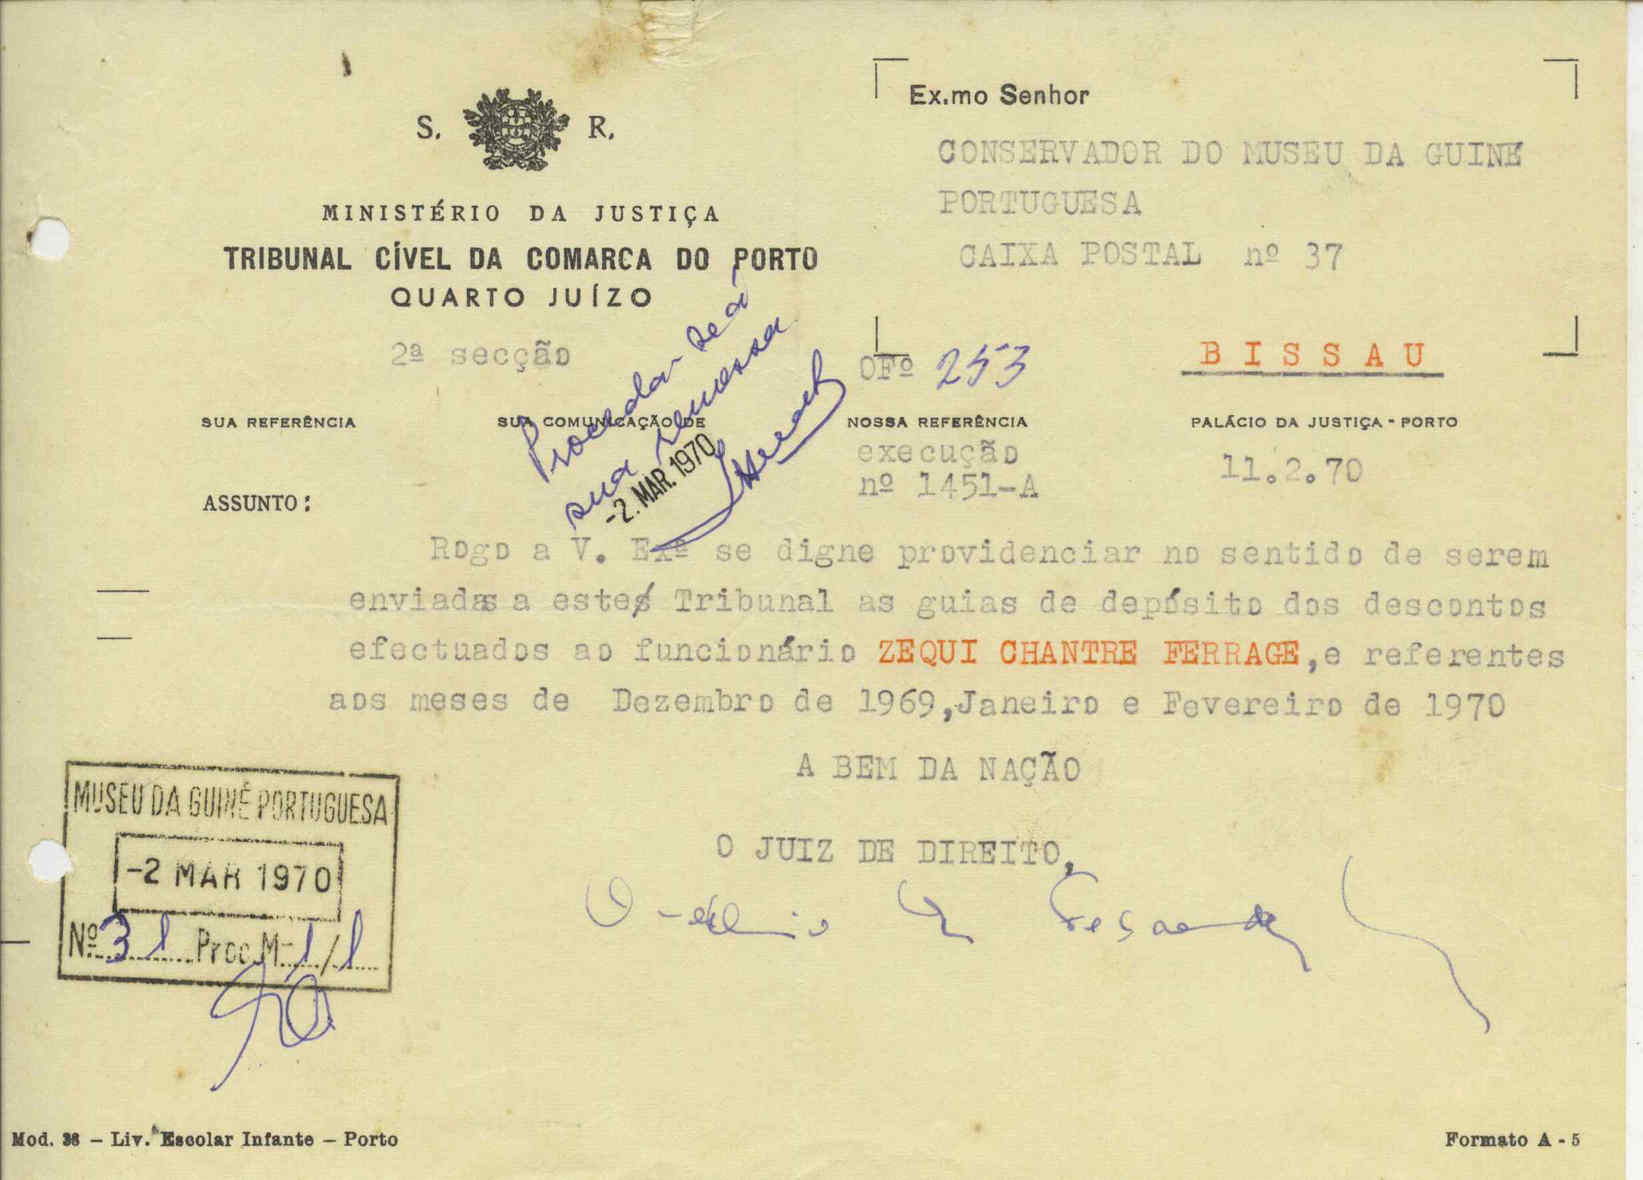 S. R.
MINISTÉRIO DA JUSTIÇA
TRIBUNAL CÍVEL DA COMARCA DO PORTO
QUARTO JUÍZO
2ª secção
Ex.mo Senhor
CONSERVADOR DO MUSEU DA GUINÉ
PORTUGUESA
CAIXA POSTAL nº 37
BISSAU
OFº 253
Proceda-se á
sua remessa
-2. MAR. 1970
SUA REFERÊNCIA
SUA COMUNICAÇÃO DE
NOSSA REFERÊNCIA
PALÁCIO DA JUSTIÇA - PORTO
execução
nº 1451-A
11.2.70
ASSUNTO:
Rogo a V. Exª se digne providenciar no sentido de serem
enviadas a este Tribunal as guias de depósito dos descontos
efectuados ao funcionário ZEQUI CHANTRE FERRAGE, e referentes
aos meses de Dezembro de 1969, Janeiro e Fevereiro de 1970
A BEM DA NAÇÃO
O JUIZ DE DIREITO,
MUSEU DA GUINÉ PORTUGUESA
-2 MAR 1970
Nº 31 Proc. M-1/1
Mod. 38 – Liv. Escolar Infante – Porto
Formato A - 5